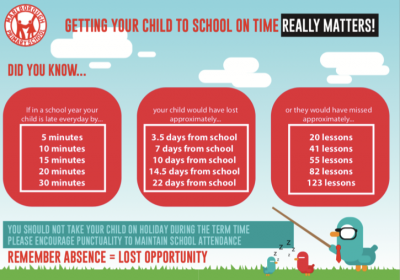 MARLBOROUGH
PRIMARY SCHOOL
GETTING YOUR CHILD TO SCHOOL ON TIME REALLY MATTERS!
DID YOU KNOW...
If in a school year your
child is late everyday by...
5 minutes
10 minutes
15 minutes
20 minutes
30 minutes
your child would have lost
approximately...
3.5 days from school
7 days from school
10 days from school
14.5 days from school
22 days from school
or they would have missed
approximately...
20 lessons
41 lessons
55 lessons
82 lessons
123 lessons
YOU SHOULD NOT TAKE YOUR CHILD ON HOLIDAY DURING THE TERM TIME
PLEASE ENCOURAGE PUNCTUALITY TO MAINTAIN SCHOOL ATTENDANCE
REMEMBER ABSENCE = LOST OPPORTUNITY
z z z